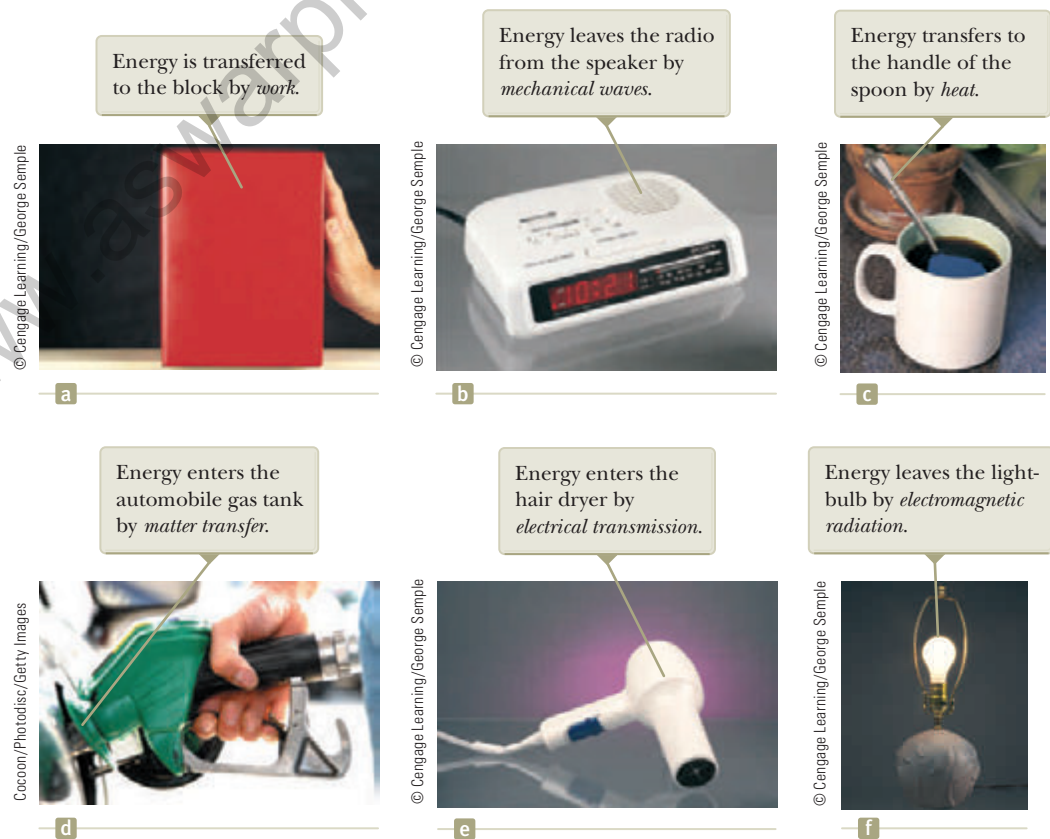 Energy is transferred
to the block by work.
Energy leaves the radio
from the speaker by
mechanical waves.
Energy transfers to
the handle of the
spoon by heat.
© Cengage Learning/George Semple
© Cengage Learning/George Semple
10:21
© Cengage Learning/George Semple
a
b
c
Energy enters the
automobile gas tank
by matter transfer.
Energy enters the
hair dryer by
electrical transmission.
Energy leaves the light-
bulb by electromagnetic
radiation.
Cocoon/Photodisc/Getty Images
© Cengage Learning/George Semple
© Cengage Learning/George Semple
d
e
f